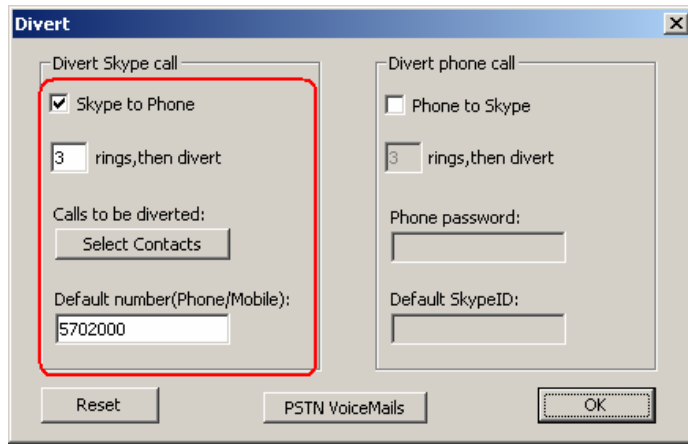 Divert
Divert Skype call
Skype to Phone
3 rings,then divert
Calls to be diverted:
Select Contacts
Default number(Phone/Mobile):
5702000
Divert phone call
Phone to Skype
3 rings,then divert
Phone password:
Default SkypeID:
Reset
PSTN VoiceMails
OK